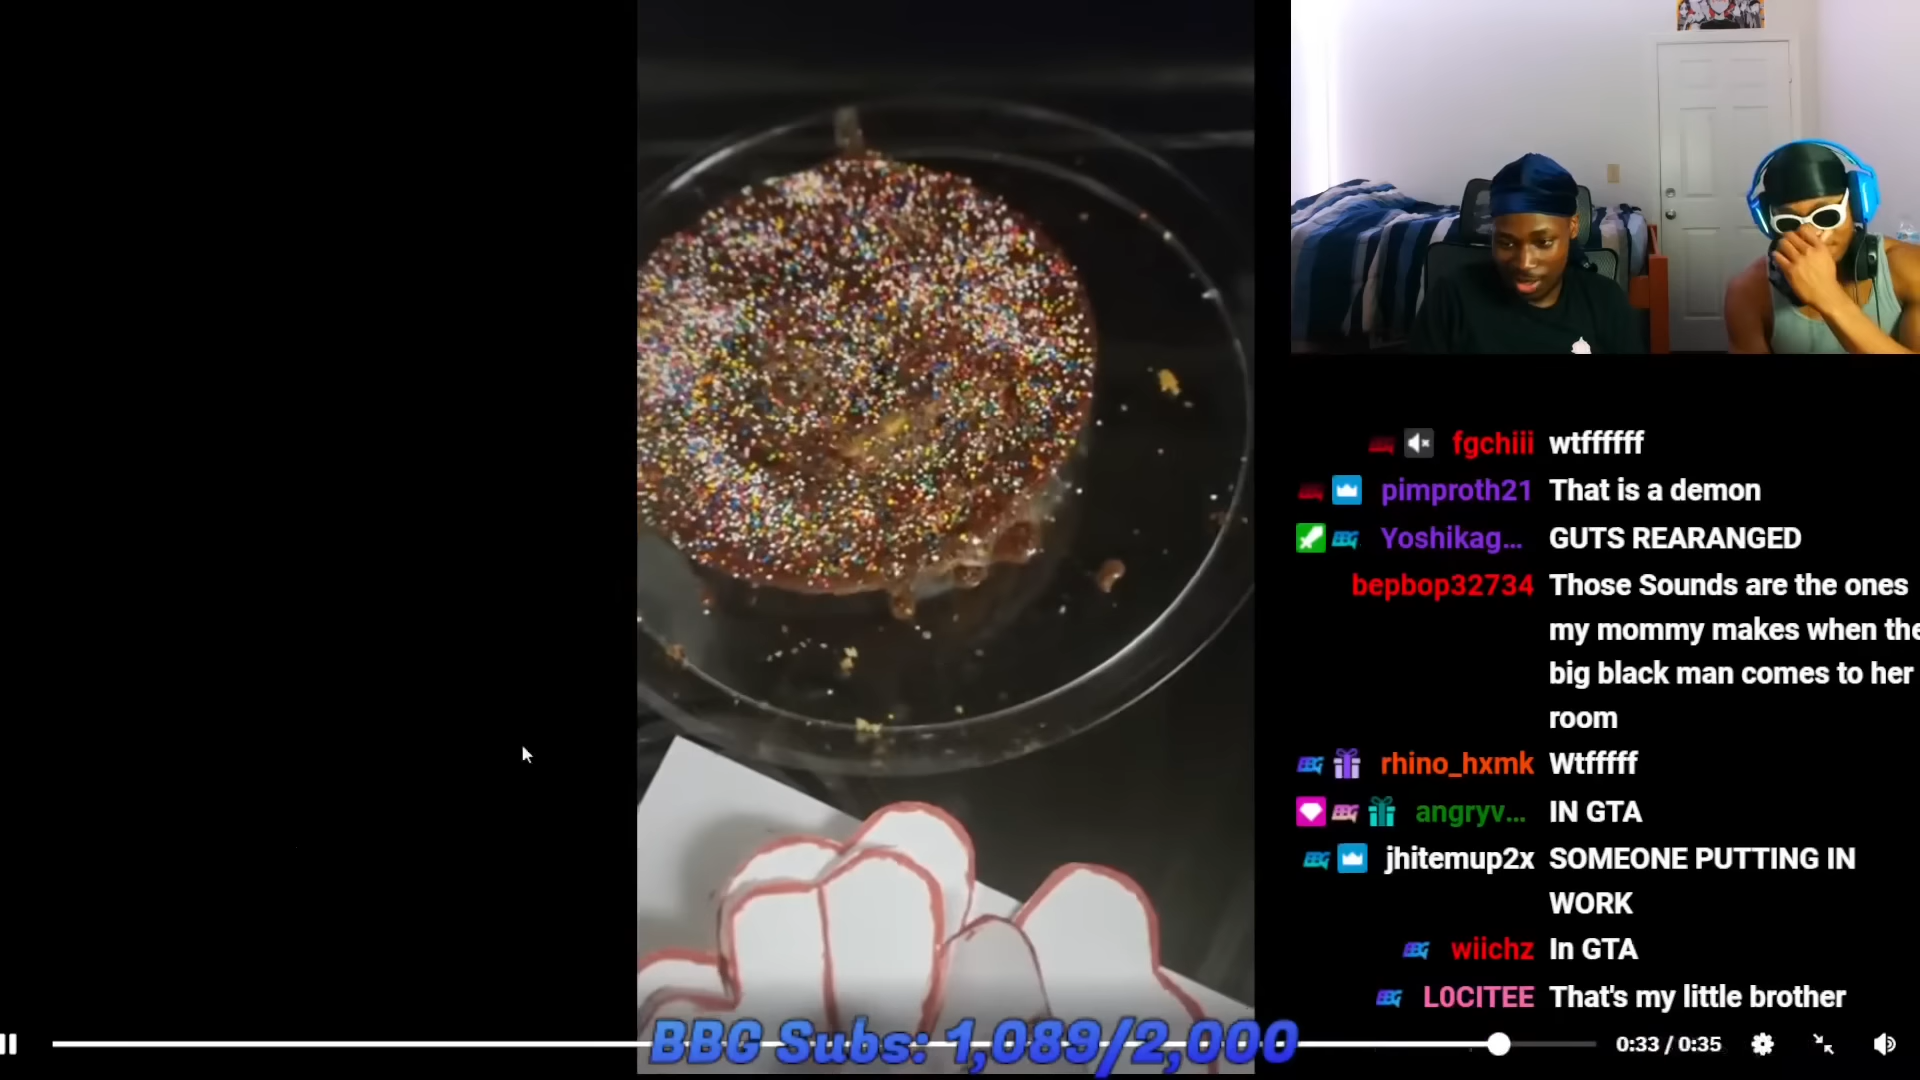 fgchiii wtffffff
pimproth21 That is a demon
Yoshikag... GUTS REARANGED
bepbop32734 Those Sounds are the ones
my mommy makes when the
big black man comes to her
room
rhino_hxmk Wtfffff
angryv... IN GTA
jhitemup2x SOMEONE PUTTING IN
WORK
wiichz In GTA
L0CITEE That's my little brother
BBG Subs: 1,089/2,000
0:33 / 0:35